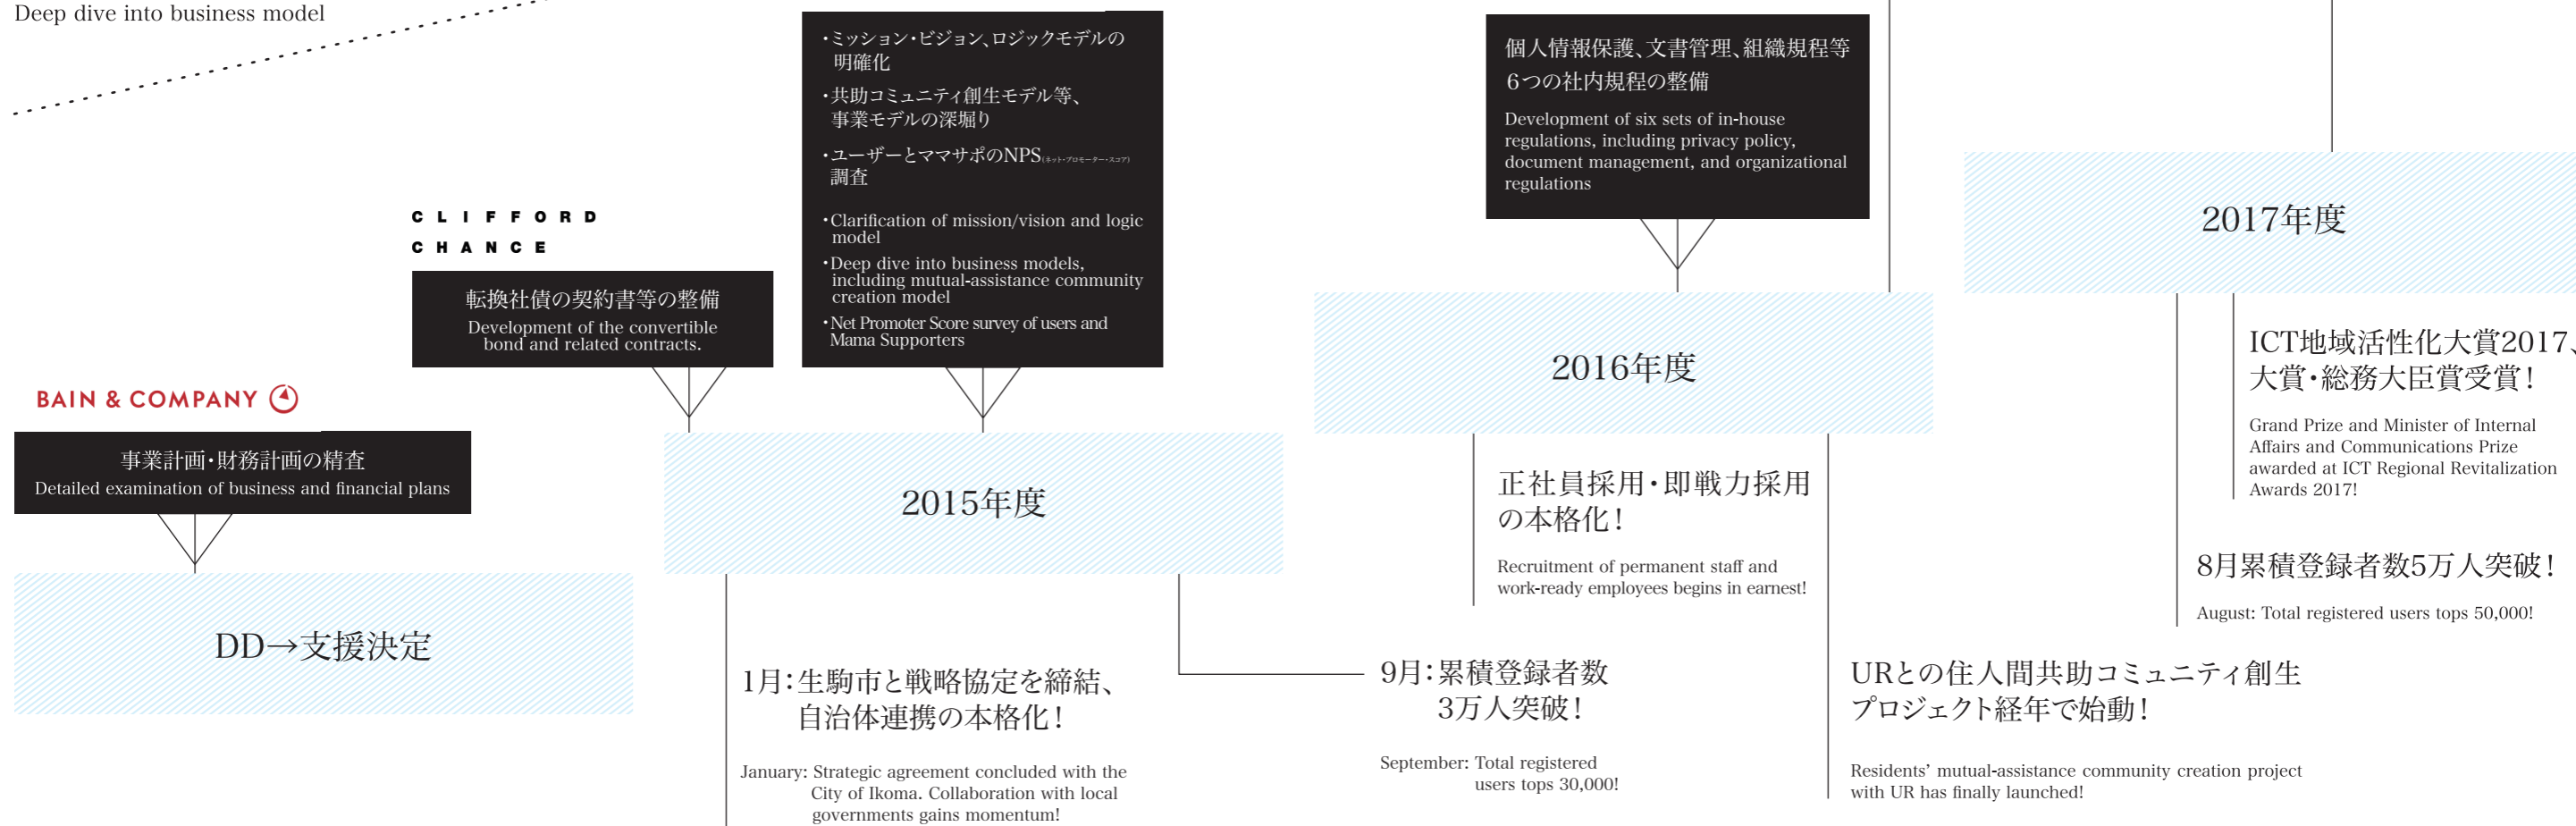 Deep dive into business model
BAIN & COMPANY
事業計画・財務計画の精査
Detailed examination of business and financial plans
DD→支援決定
CLIFFORD
CHANCE
転換社債の契約書等の整備
Development of the convertible
bond and related contracts.
・ミッション・ビジョン、ロジックモデルの
明確化
・共助コミュニティ創生モデル等、
事業モデルの深堀り
・ユーザーとママサポのNPS(ネット・プロモーター・スコア)
調査
・Clarification of mission/vision and logic
model
・Deep dive into business models,
including mutual-assistance community
creation model
・Net Promoter Score survey of users and
Mama Supporters
2015年度
1月：生駒市と戦略協定を締結、
自治体連携の本格化！
January: Strategic agreement concluded with the
City of Ikoma. Collaboration with local
governments gains momentum!
9月：累積登録者数
3万人突破！
September: Total registered
users tops 30,000!
個人情報保護、文書管理、組織規程等
6つの社内規程の整備
Development of six sets of in-house
regulations, including privacy policy,
document management, and organizational
regulations
2016年度
正社員採用・即戦力採用
の本格化！
Recruitment of permanent staff and
work-ready employees begins in earnest!
URとの住人間共助コミュニティ創生
プロジェクト経年で始動！
Residents’ mutual-assistance community creation project
with UR has finally launched!
2017年度
ICT地域活性化大賞2017、
大賞・総務大臣賞受賞！
Grand Prize and Minister of Internal
Affairs and Communications Prize
awarded at ICT Regional Revitalization
Awards 2017!
8月累積登録者数5万人突破！
August: Total registered users tops 50,000!